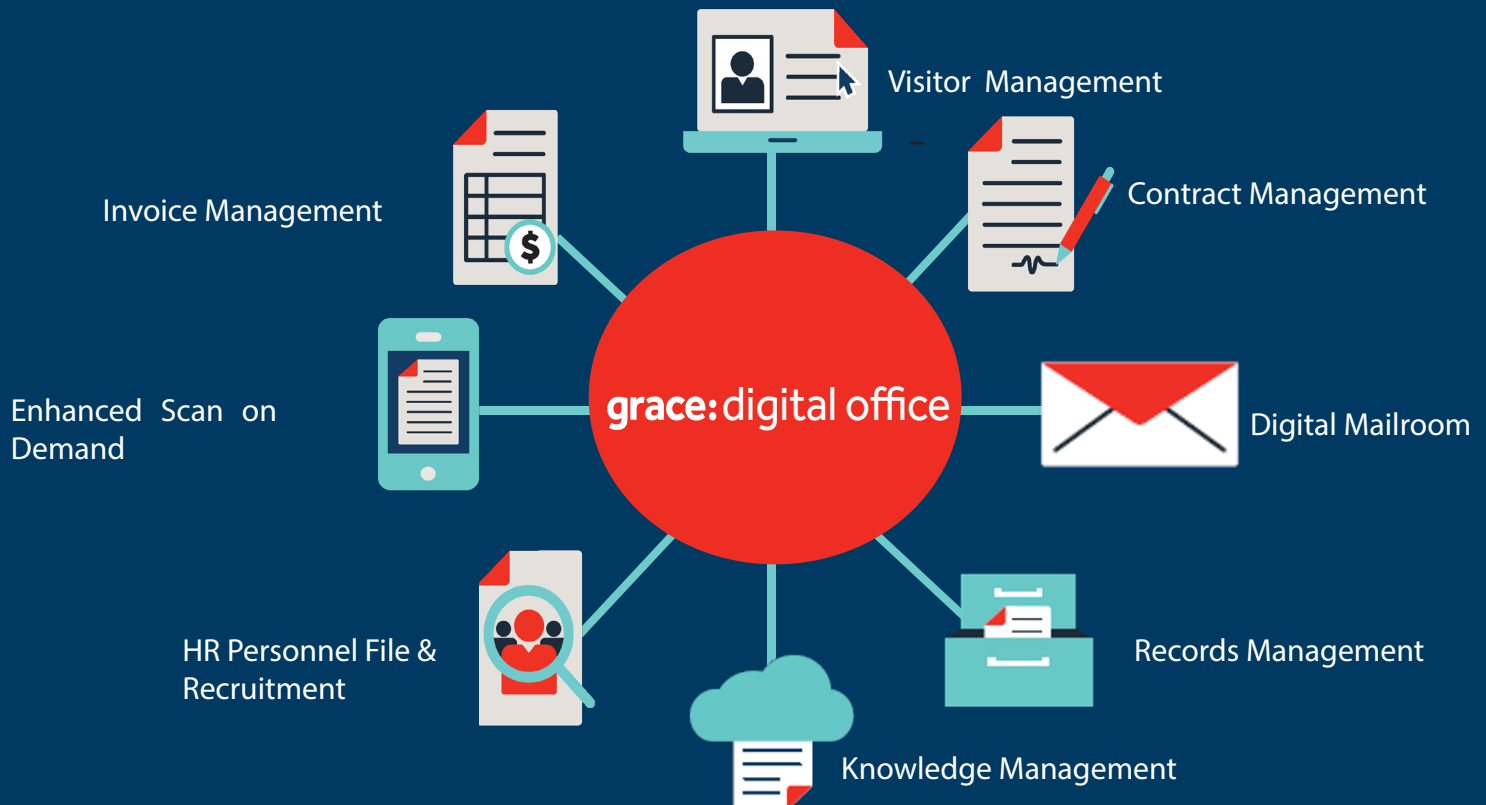 Visitor Management
Contract Management
Invoice Management
$
grace:digital office
Enhanced Scan on
Demand
Digital Mailroom
HR Personnel File &
Recruitment
Records Management
Knowledge Management